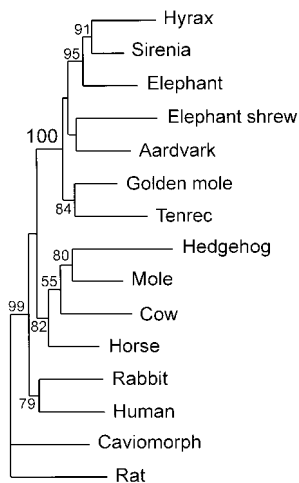 Hyrax
91
Sirenia
95
Elephant
Elephant shrew
100
Aardvark
Golden mole
84
Tenrec
Hedgehog
80
Mole
55
Cow
99
82
Horse
Rabbit
79
Human
Caviomorph
Rat